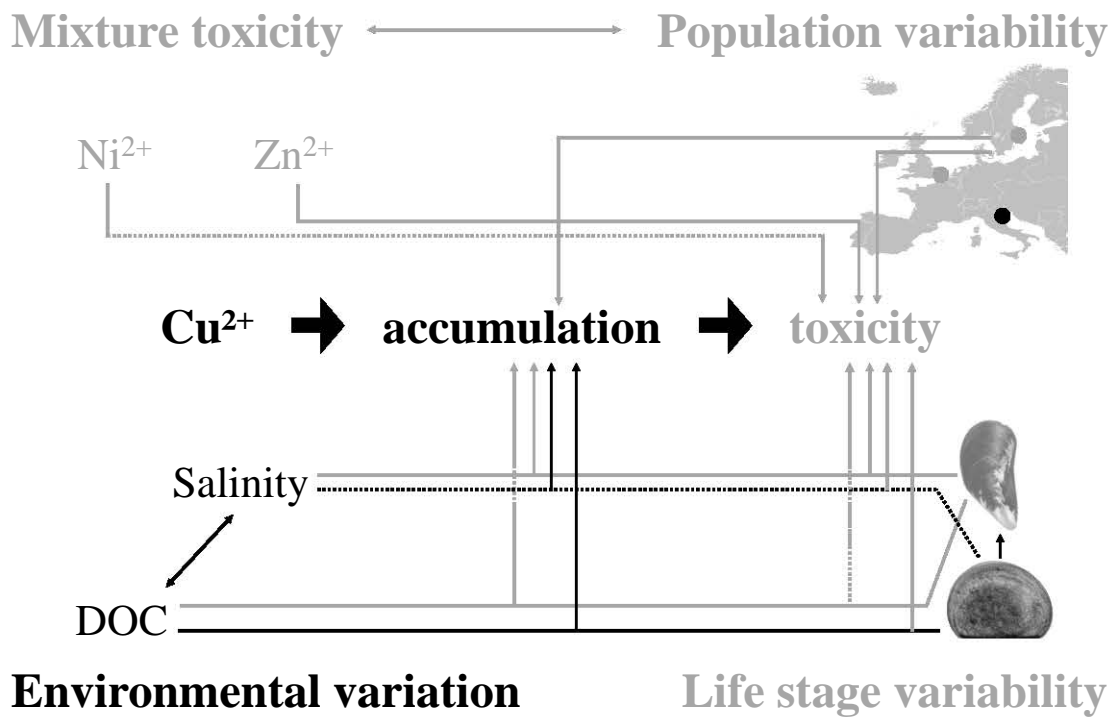 Mixture toxicity
Population variability
Ni²⁺
Zn²⁺
Cu²⁺
accumulation
toxicity
Salinity
DOC
Environmental variation
Life stage variability